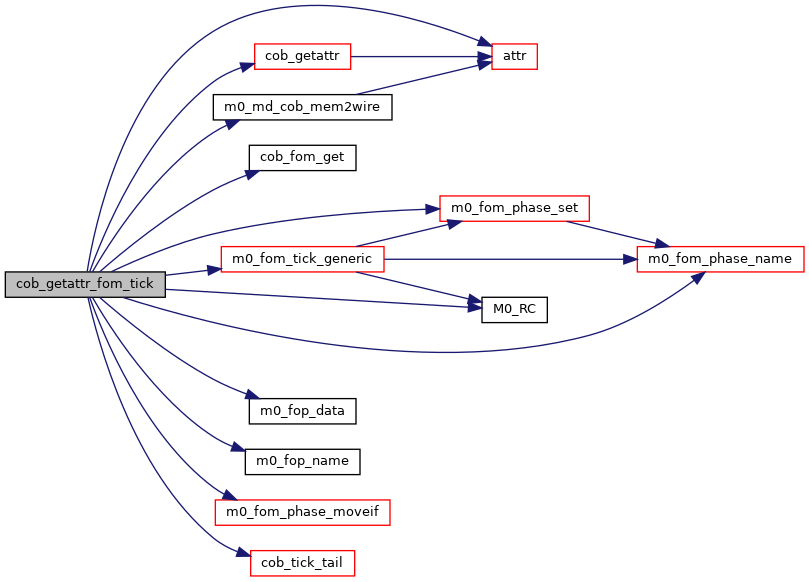 cob_getattr
attr
m0_md_cob_mem2wire
cob_fom_get
m0_fom_phase_set
m0_fom_tick_generic
m0_fom_phase_name
cob_getattr_fom_tick
M0_RC
m0_fop_data
m0_fop_name
m0_fom_phase_moveif
cob_tick_tail